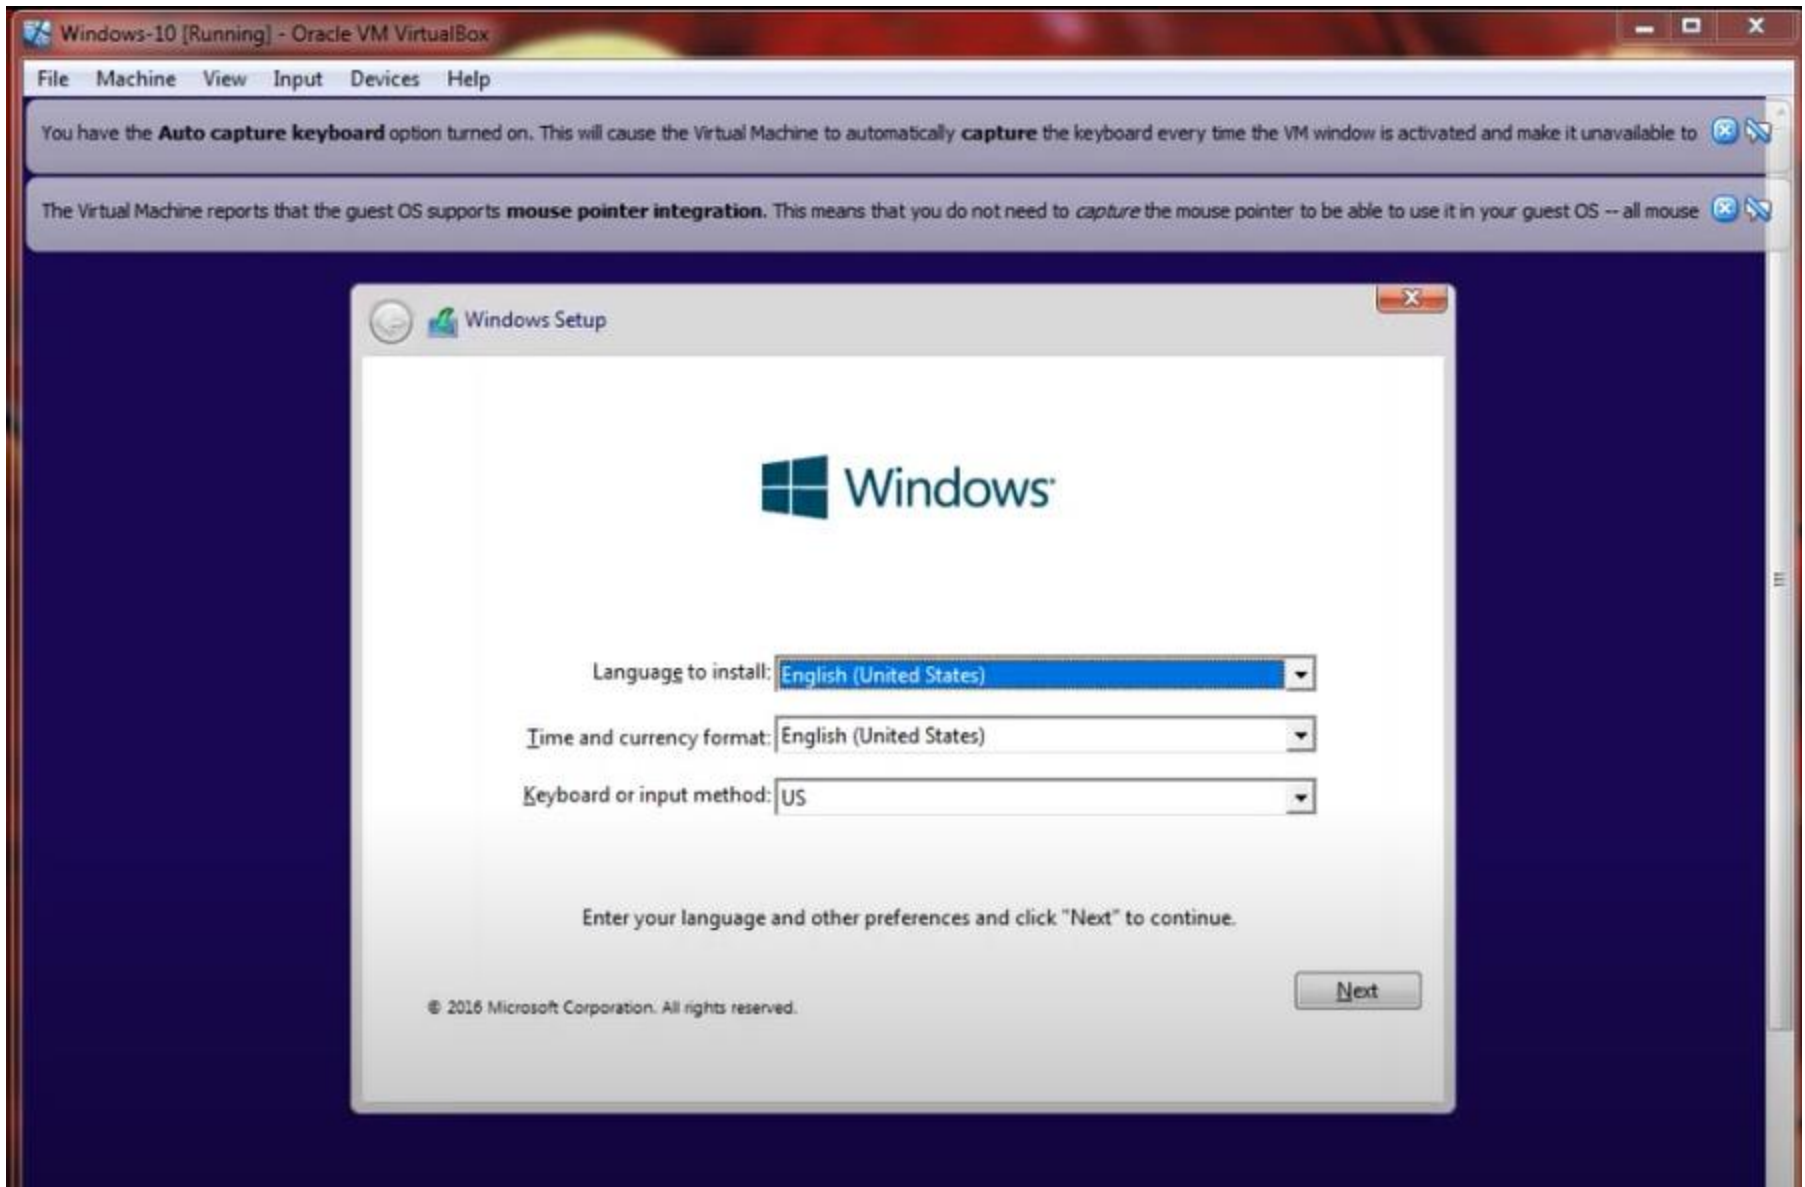 Windows-10 [Running] - Oracle VM VirtualBox
File Machine View Input Devices Help
You have the Auto capture keyboard option turned on. This will cause the Virtual Machine to automatically capture the keyboard every time the VM window is activated and make it unavailable to
The Virtual Machine reports that the guest OS supports mouse pointer integration. This means that you do not need to capture the mouse pointer to be able to use it in your guest OS -- all mouse
Windows Setup
Windows
Language to install: English (United States)
Time and currency format: English (United States)
Keyboard or input method: US
Enter your language and other preferences and click "Next" to continue.
Next
© 2016 Microsoft Corporation. All rights reserved.